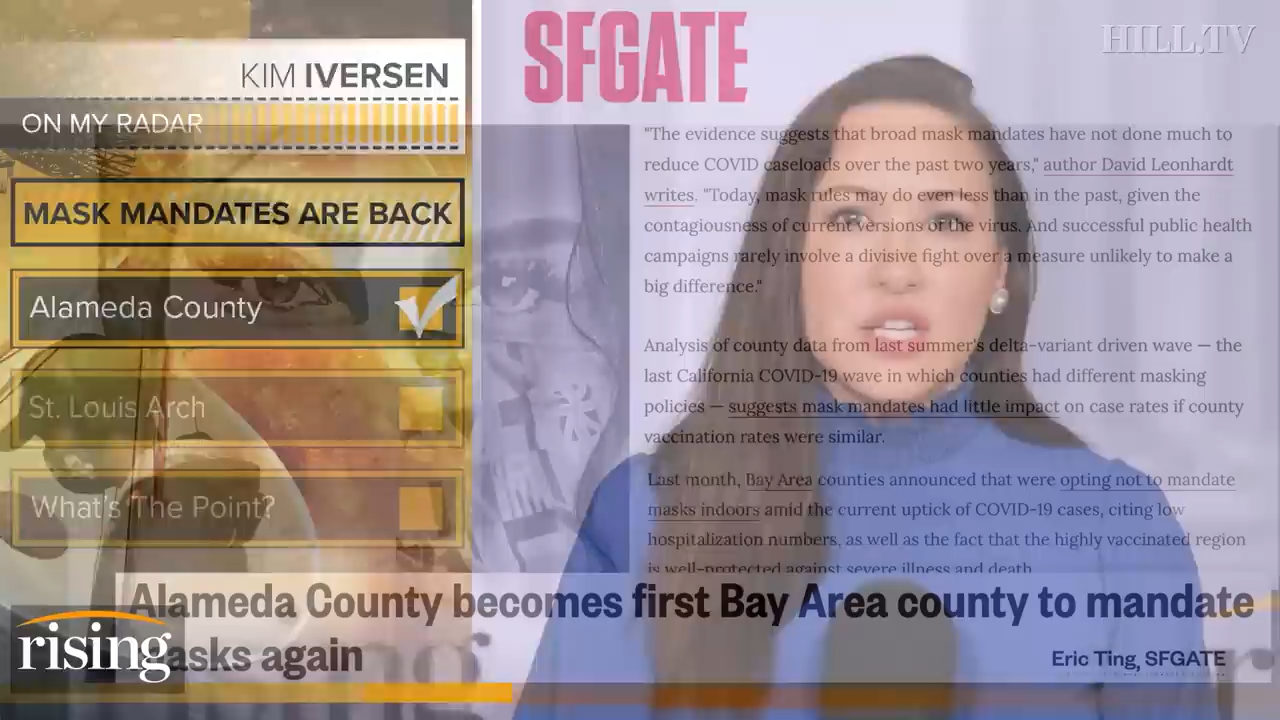 KIM IVERSEN
ON MY RADAR
MASK MANDATES ARE BACK
Alameda County
St. Louis Arch
What's The Point?
rising
SFGATE
HILL.TV
"The evidence suggests that broad mask mandates have not done much to
reduce COVID caseloads over the past two years," author David Leonhardt
writes. "Today, mask rules may do even less than in the past, given the
contagiousness of current versions of the virus. And successful public health
campaigns rarely involve a divisive fight over a measure unlikely to make a
big difference."
Analysis of county data from last summer's delta-variant driven wave — the
last California COVID-19 wave in which counties had different masking
policies — suggests mask mandates had little impact on case rates if county
vaccination rates were similar.
Last month, Bay Area counties announced that were opting not to mandate
masks indoors amid the current uptick of COVID-19 cases, citing low
hospitalization numbers, as well as the fact that the highly vaccinated region
is well-protected against severe illness and death
Alameda County becomes first Bay Area county to mandate
asks again
Eric Ting, SFGATE